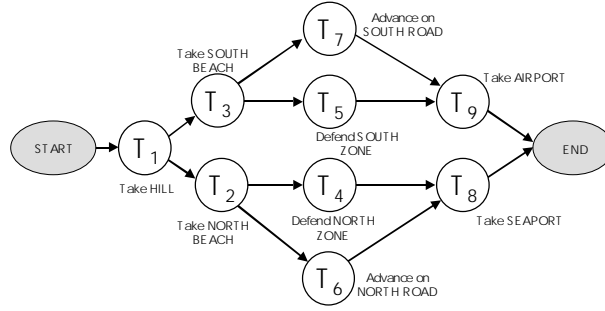 Advance on
SOUTH ROAD
T7
Take SOUTH
BEACH
Take AIRPORT
T3
T5
T9
Defend SOUTH
ZONE
START
T1
END
Take HILL
T2
T4
T8
Take NORTH
BEACH
Defend NORTH
ZONE
Take SEAPORT
T6
Advance on
NORTH ROAD